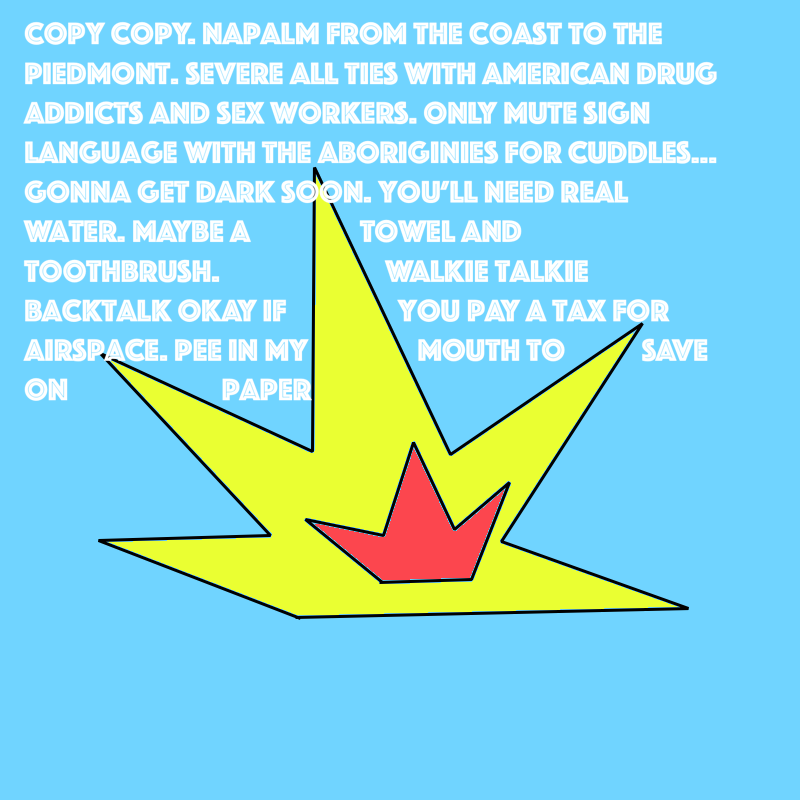 COPY COPY. NAPALM FROM THE COAST TO THE
PIEDMONT. SEVERE ALL TIES WITH AMERICAN DRUG
ADDICTS AND SEX WORKERS. ONLY MUTE SIGN
LANGUAGE WITH THE ABORIGINIES FOR CUDDLES...
GONNA GET DARK SOON. YOU'LL NEED REAL
WATER. MAYBE A TOWEL AND
TOOTHBRUSH. WALKIE TALKIE
BACKTALK OKAY IF YOU PAY A TAX FOR
AIRSPACE. PEE IN MY MOUTH TO SAVE
ON PAPER